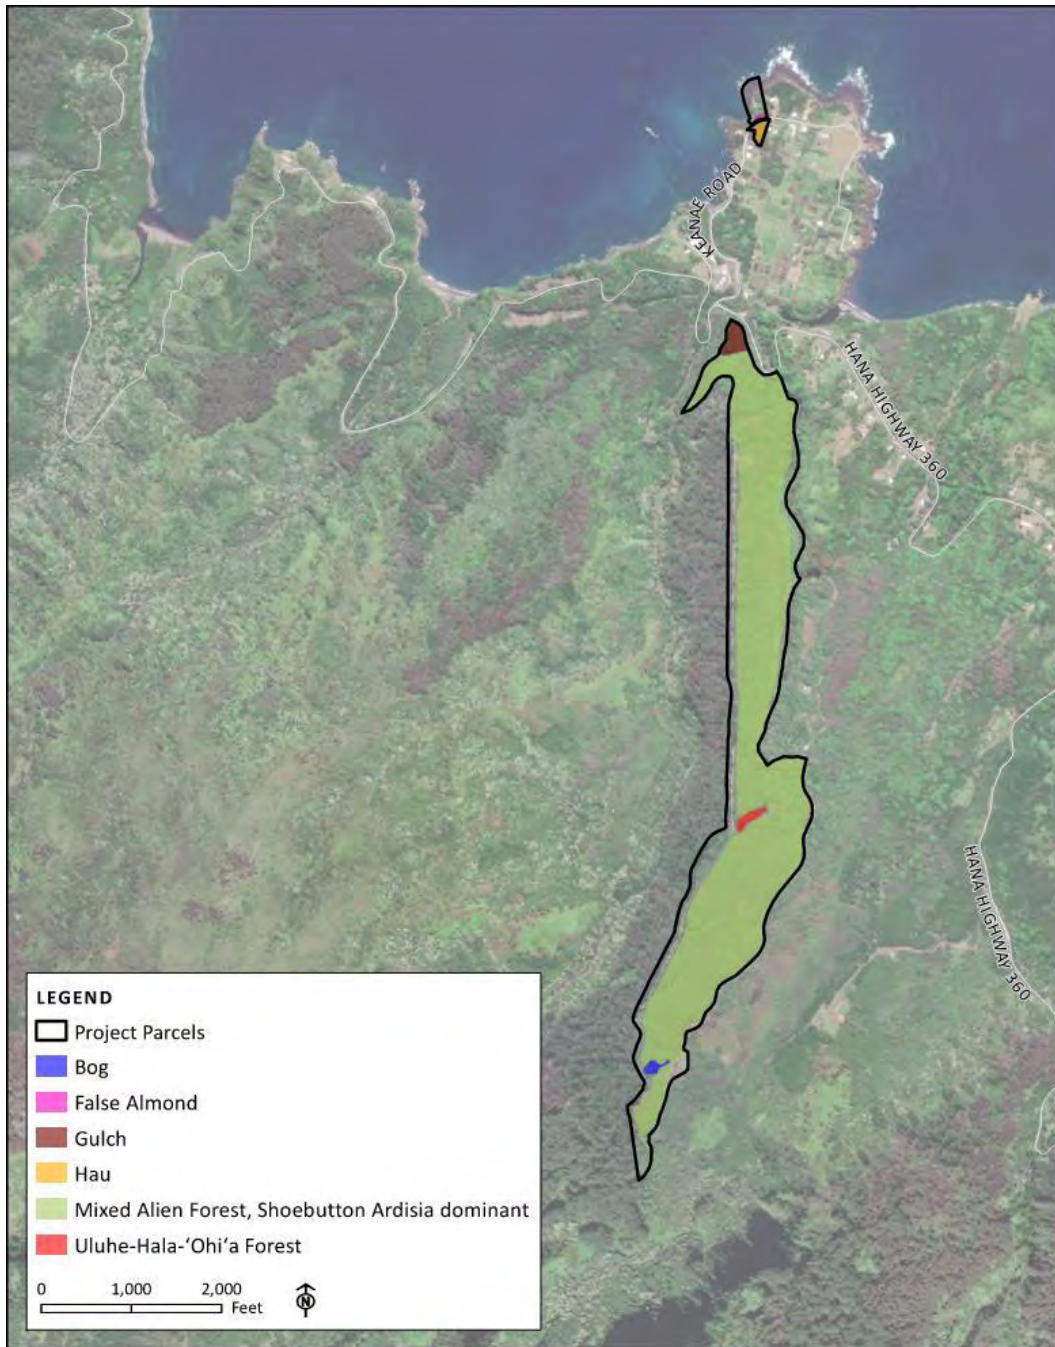 KEANAE ROAD
HANA HIGHWAY 360
HANA HIGHWAY 360
LEGEND
Project Parcels
Bog
False Almond
Gulch
Hau
Mixed Alien Forest, Shoebutton Ardisia dominant
Uluhe-Hala-‘Ohi‘a Forest
0 1,000 2,000
Feet
N